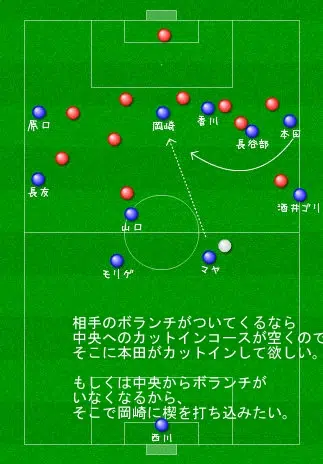 原口
岡崎
香川
長谷部
本田
長友
酒井ゴリ
山口
モリゲ
マヤ
相手のボランチがついてくるなら
中央へのカットインコースが空くので
そこに本田がカットインして欲しい。
もしくは中央からボランチが
いなくなるから、
そこで岡崎に楔を打ち込みたい。
西川